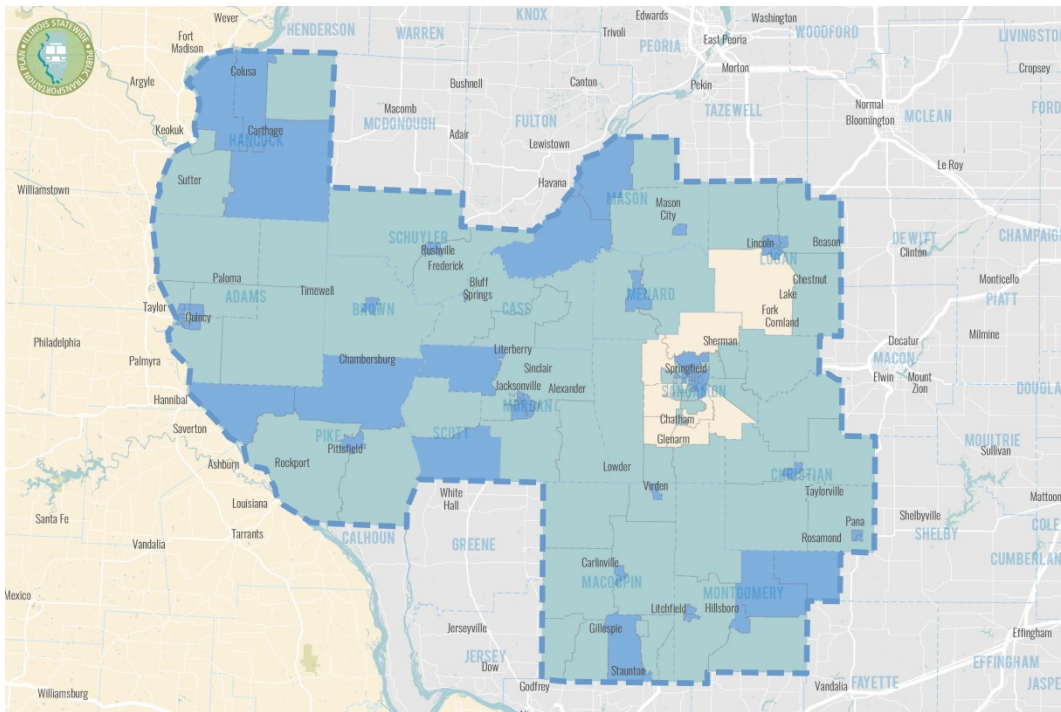 ILLINOIS STATEWIDE
PUBLIC TRANSPORTATION PLAN
Wever
Fort
Madison
HENDERSON
WARREN
KNOX
Trivoli
Edwards
PEORIA
East Peoria
Washington
WOODFORD
LIVINGSTON
Cropsey
Argyle
Colusa
Bushnell
Canton
Morton
Pekin
TAZEWELL
Normal
Bloomington
MCLEAN
FORD
Keokuk
Carthage
HANCOCK
Macomb
MCDONOUGH
Adair
FULTON
Lewistown
Le Roy
Williamstown
Sutter
Havana
MASON
Mason
City
SCHUYLER
Rushville
Frederick
Lincoln
LOGAN
Beason
DEWITT
Clinton
CHAMPAIGN
Paloma
ADAMS
Timewell
Bluff
Springs
CASS
MENARD
Chestnut
Lake
Fork
Cornland
Monticello
PIATT
Taylor
Quincy
BROWN
Philadelphia
Palmyra
Chambersburg
Literberry
Sinclair
Jacksonville
MORGAN
Alexander
Sherman
Springfield
SANGAMON
Decatur
MACON
Elwin
Mount
Zion
Milmine
DOUGLAS
Hannibal
Saverton
PIKE
Pittsfield
SCOTT
Chatham
Glenarm
MOULTRIE
Sullivan
Ashburn
Rockport
Lowder
CHRISTIAN
Taylorville
Louisiana
White
Hall
Virden
Mattoon
Santa Fe
Tarrants
Vandalia
CALHOUN
GREENE
Pana
Rosamond
Shelbyville
SHELBY
COLE
CUMBERLAN
Mexico
Carlinville
MACOUPIN
Litchfield
MONTGOMERY
Hillsboro
Jerseyville
JERSEY
Dow
Gillespie
Staunton
Effingham
EFFINGHAM
Williamsburg
Godfrey
Vandalia
FAYETTE
JASPE